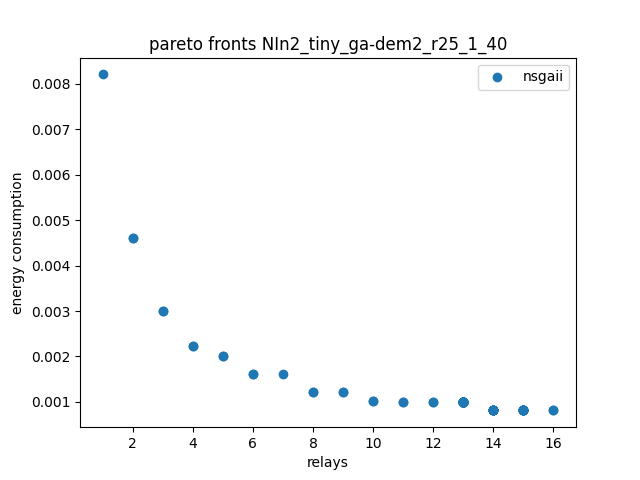 pareto fronts NIn2_tiny_ga-dem2_r25_1_40
nsgaii
energy consumption
0.008
0.007
0.006
0.005
0.004
0.003
0.002
0.001
2 4 6 8 10 12 14 16
relays